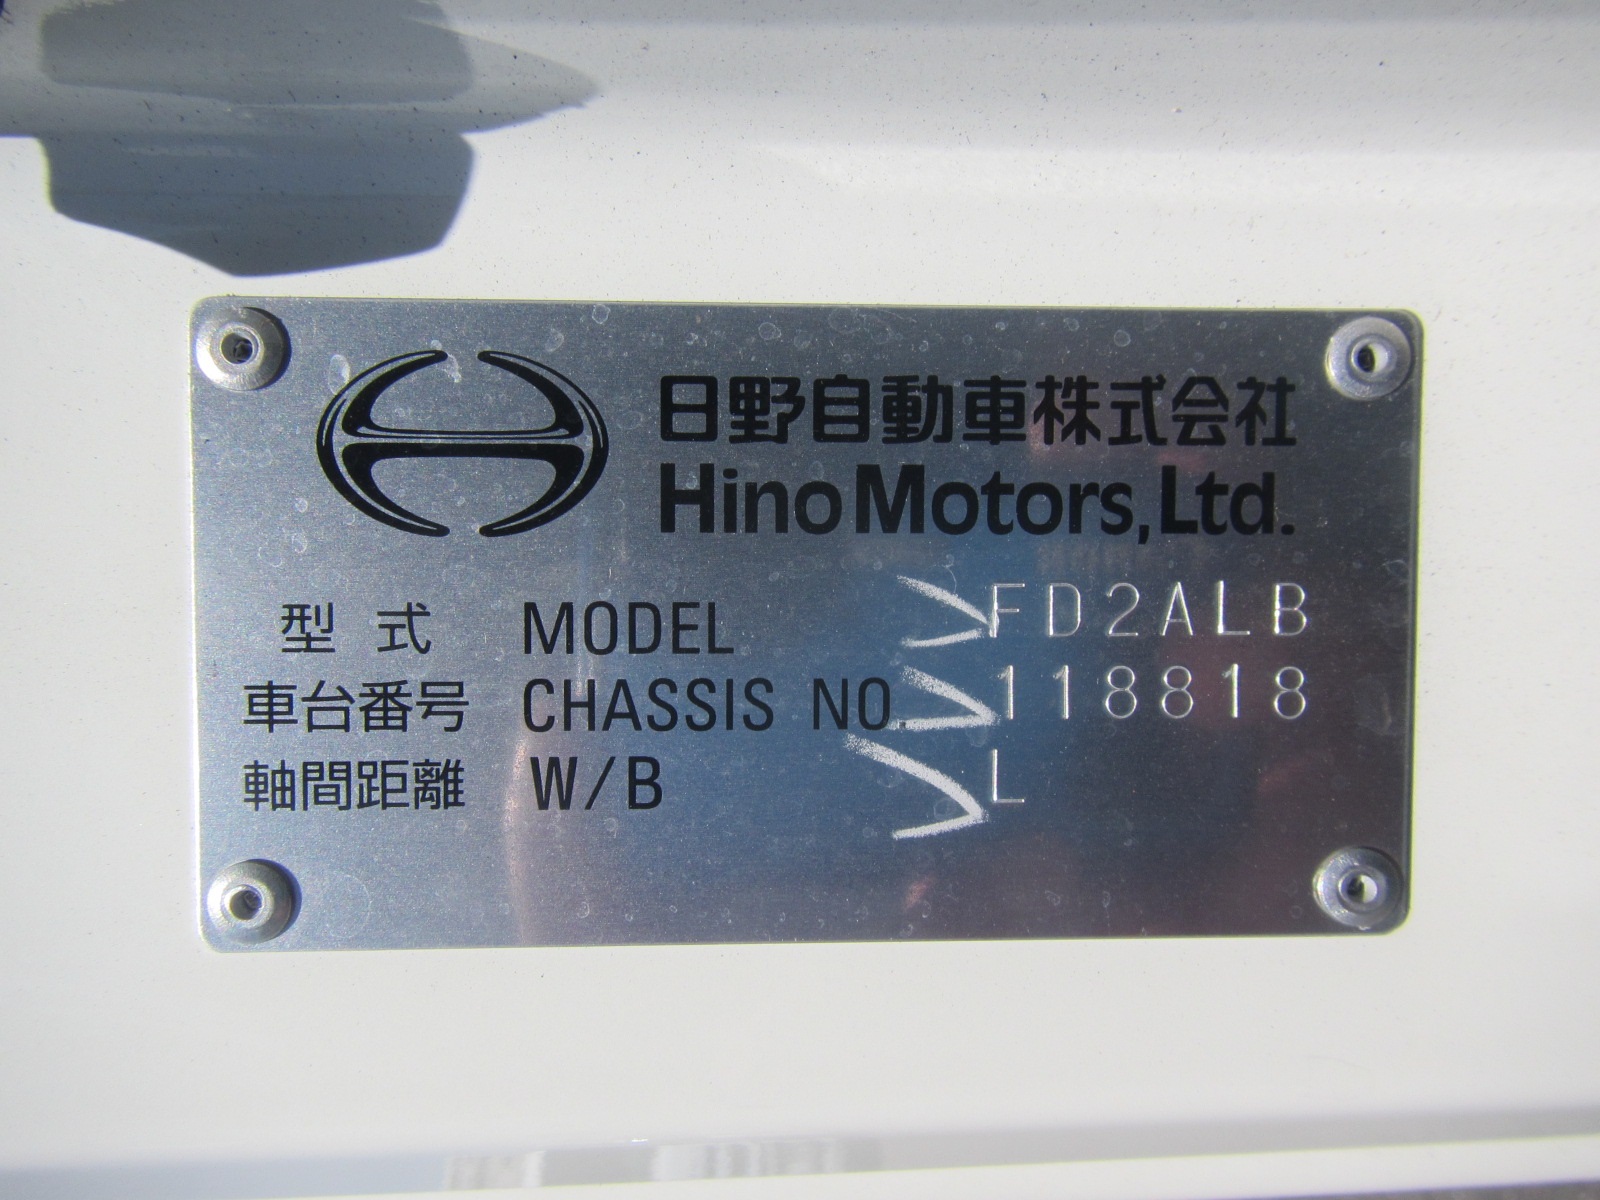 日野自動車株式会社
Hino Motors, Ltd.
型式 MODEL FD2ALB
車台番号 CHASSIS NO. 118818
軸間距離 W/B L